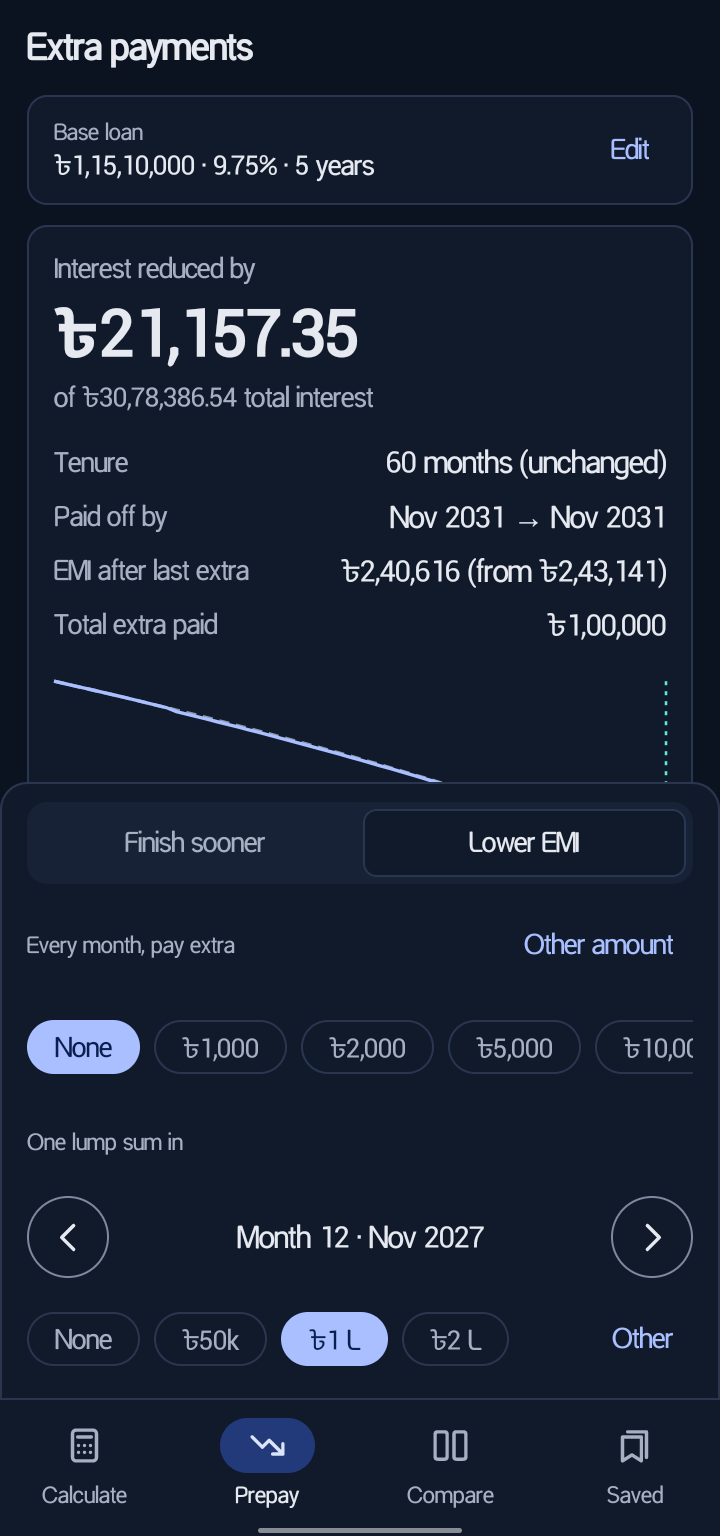 Extra payments
Base loan
৳1,15,10,000 · 9.75% · 5 years
Edit
Interest reduced by
৳21,157.35
of ৳30,78,386.54 total interest
Tenure
60 months (unchanged)
Paid off by
Nov 2031 → Nov 2031
EMI after last extra
৳2,40,616 (from ৳2,43,141)
Total extra paid
৳1,00,000
Finish sooner
Lower EMI
Every month, pay extra
Other amount
None
৳1,000
৳2,000
৳5,000
৳10,00
One lump sum in
Month 12 · Nov 2027
None
৳50k
৳1 L
৳2 L
Other
Calculate
Prepay
Compare
Saved